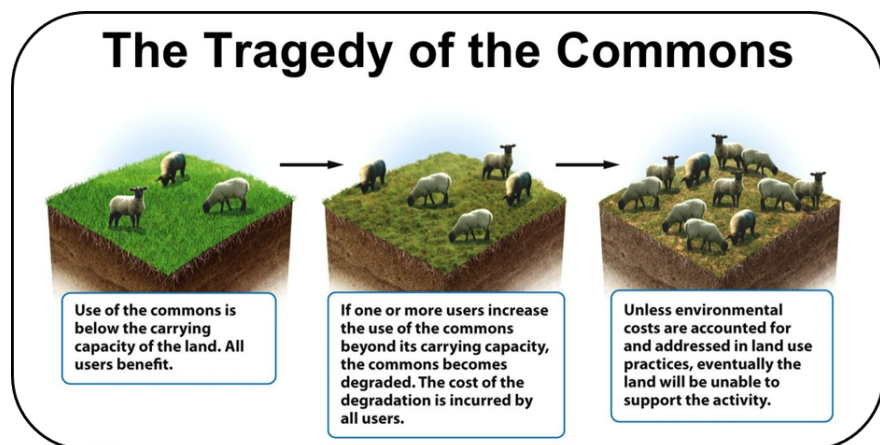 The Tragedy of the Commons
Use of the commons is
below the carrying
capacity of the land. All
users benefit.
If one or more users increase
the use of the commons
beyond its carrying capacity,
the commons becomes
degraded. The cost of the
degradation is incurred by
all users.
Unless environmental
costs are accounted for
and addressed in land use
practices, eventually the
land will be unable to
support the activity.